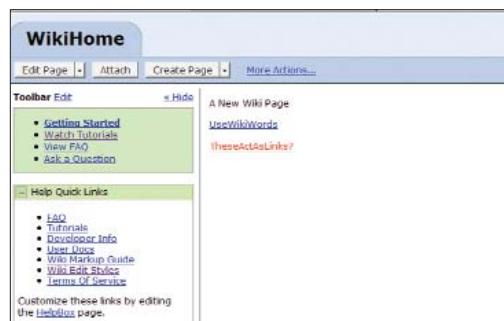 WikiHome
Edit Page Attach Create Page More Actions...
Toolbar Edit « Hide
Getting Started
Watch Tutorials
View FAQ
Ask a Question
Help Quick Links
FAQ
Tutorials
Developer Info
User Docs
Wiki Markup Guide
Wiki Edit Styles
Terms Of Service
Customize these links by editing
the HelpBox page.
A New Wiki Page
UseWikiWords
TheseActAsLinks?